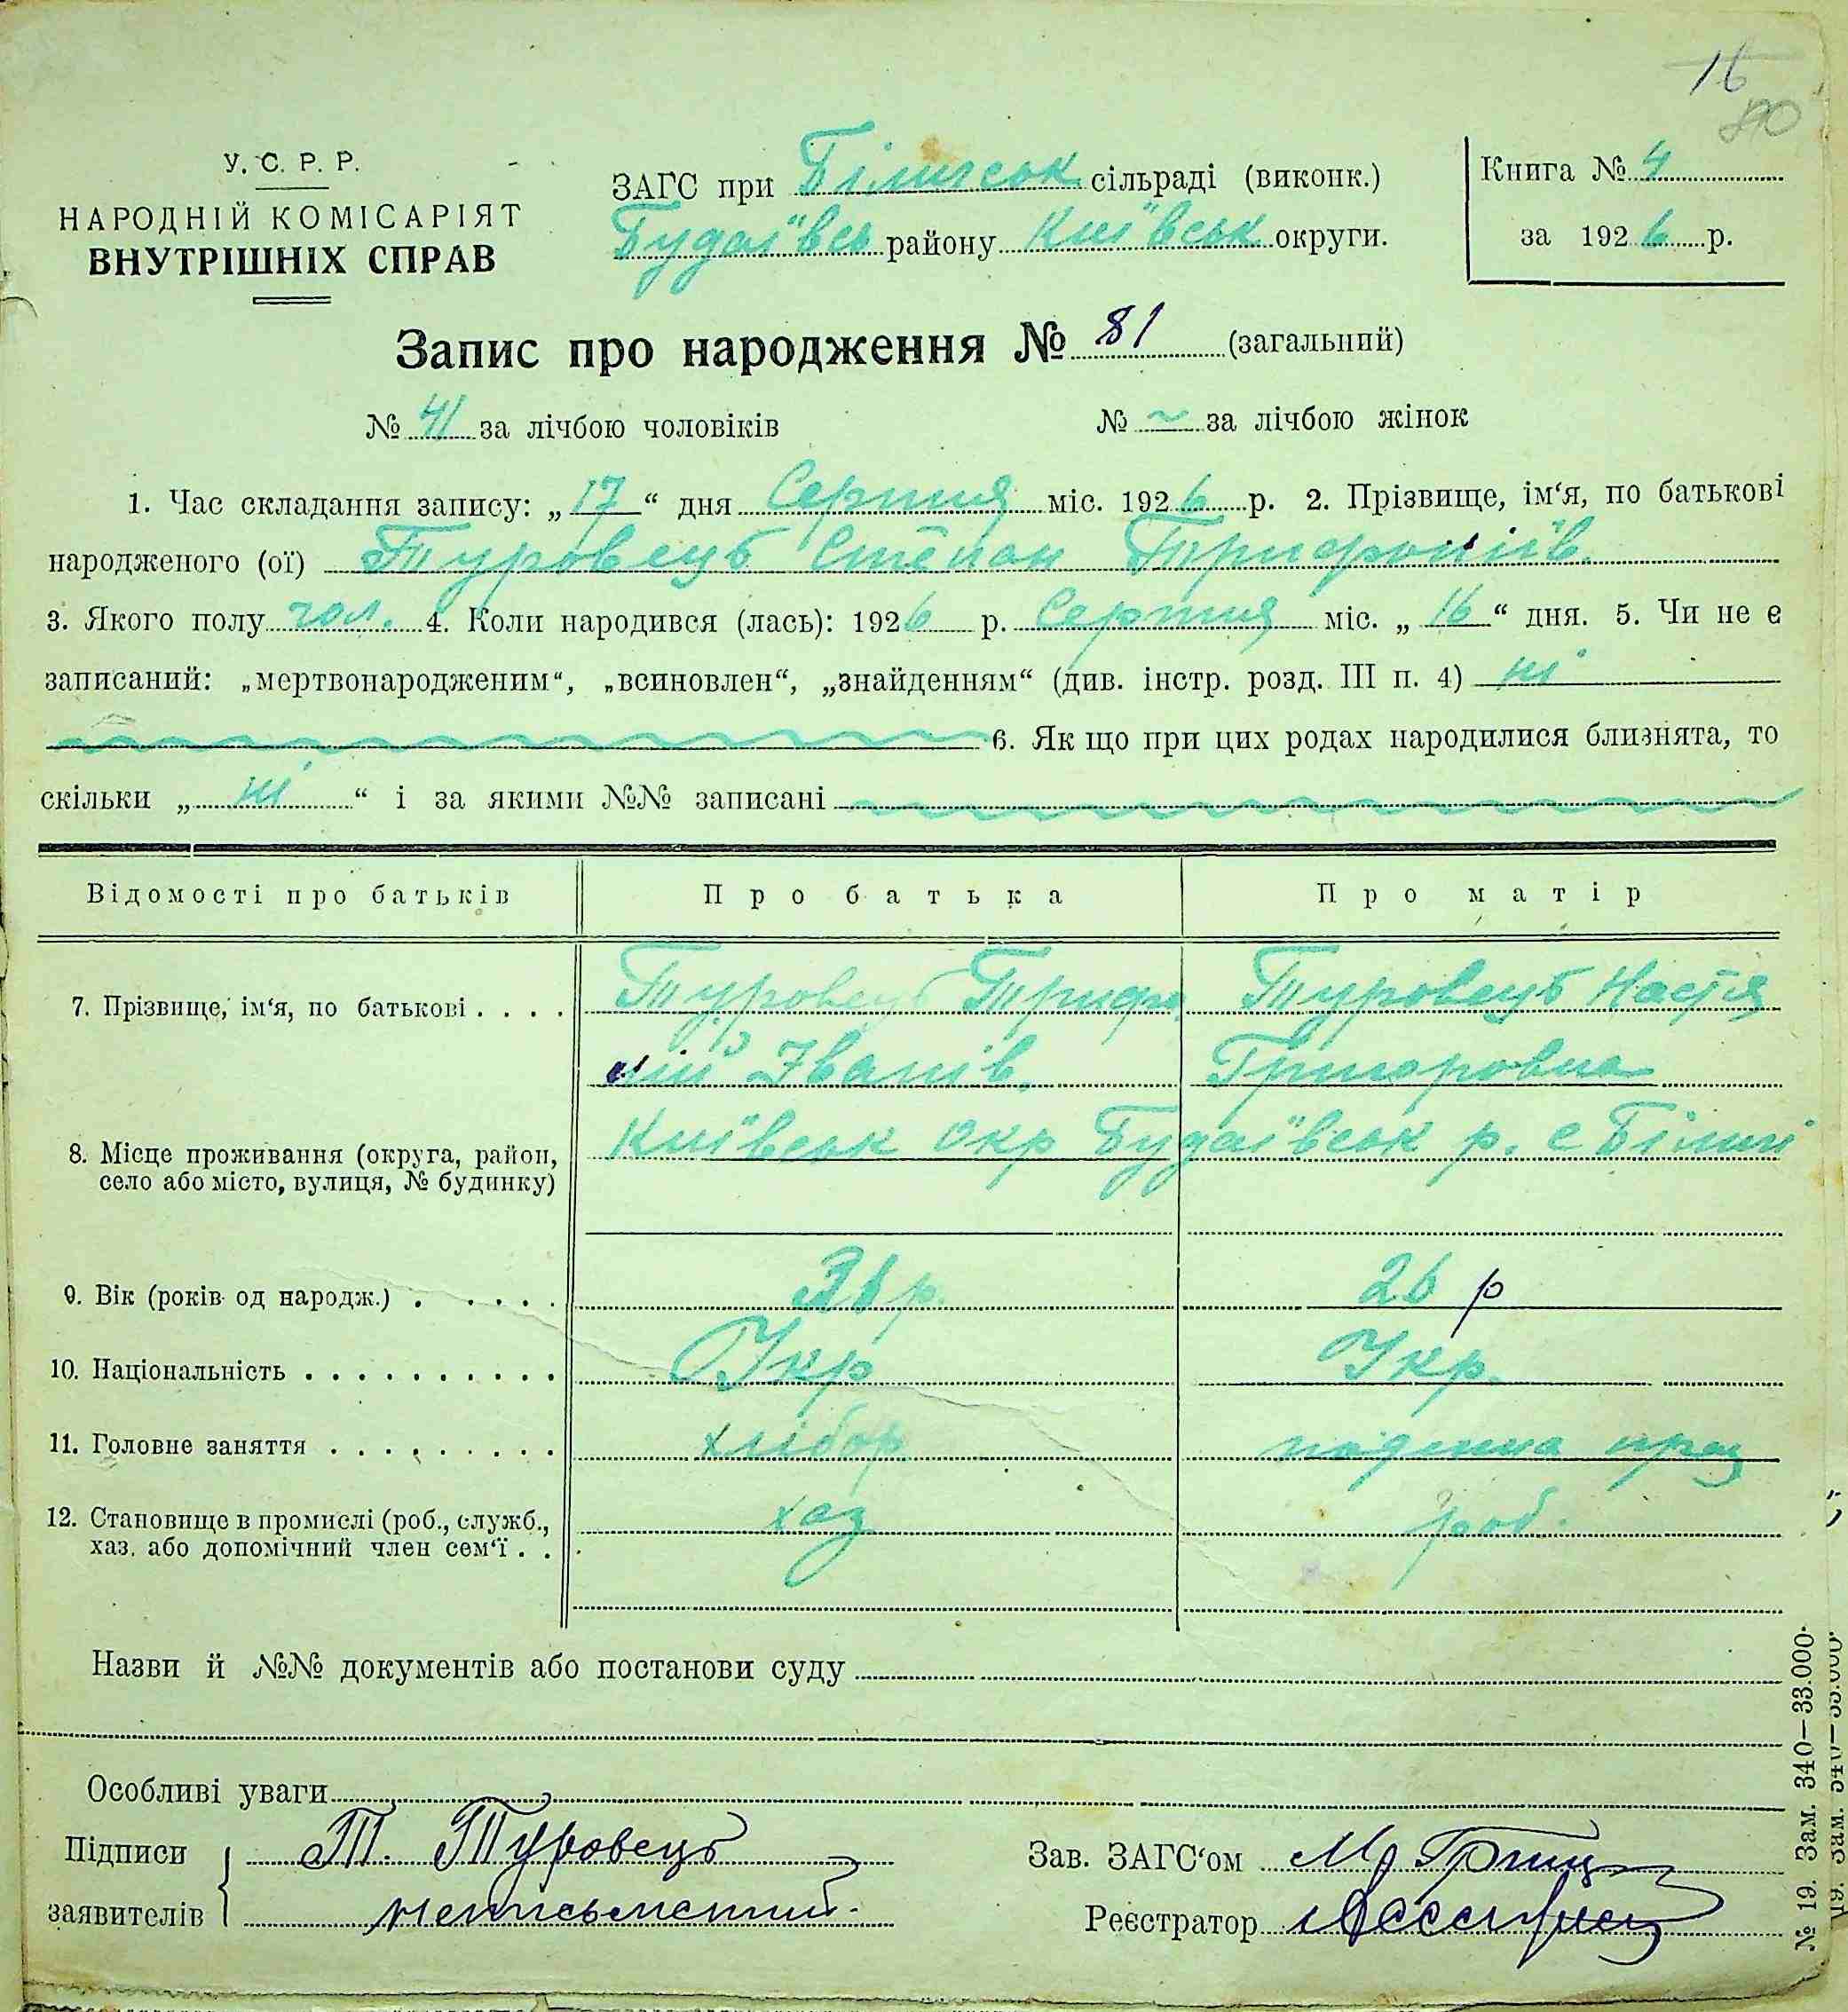 16
У. С. Р. Р.
НАРОДНІЙ КОМІСАРІЯТ
ВНУТРІШНІХ СПРАВ
ЗАГС при Білицськ сільраді (виконк.)
Будаївсь району Київськ округи.
Книга № 4
за 1926 р.
Запис про народження № 81 (загальний)
№ 41 за лічбою чоловіків № ~ за лічбою жінок
1. Час складання запису: „17“ дня Серпня міс. 1926 р. 2. Прізвище, ім‘я, по батькові
народженого (ої) Туровець Степан Трифоніїв.
3. Якого полу чол. 4. Коли народився (лась): 1926 р. Серпня міс. „16“ дня. 5. Чи не є
записаний: „мертвонародженим“, „всиновлен“, „знайденням“ (див. інстр. розд. III п. 4) ні
6. Як що при цих родах народилися близнята, то
скільки „ ні “ і за якими №№ записані
Відомості про батьків Про батька Про матір
7. Прізвище, ім‘я, по батькові . . . . Туровець Трифо Туровець Настя
ній Іванів. Григоровна
8. Місце проживання (округа, район, Київськ окр Будаївськ р. с Біличі
село або місто, вулиця, № будинку)
9. Вік (років од народж.) . . . . . р. 26 р
10. Національність . . . . . . . . . . Укр Укр.
11. Головне заняття . . . . . . . . . хлібор поденна прац
12. Становище в промислі (роб., служб., хаз роб.
хаз. або допомічний член сем‘ї . .
Назви й №№ документів або постанови суду
Особливі уваги
Підписи Т. Туровець Зав. ЗАГС‘ом
заявителів неписьменний. Реєстратор
№ 19. Зам. 340—33.000·